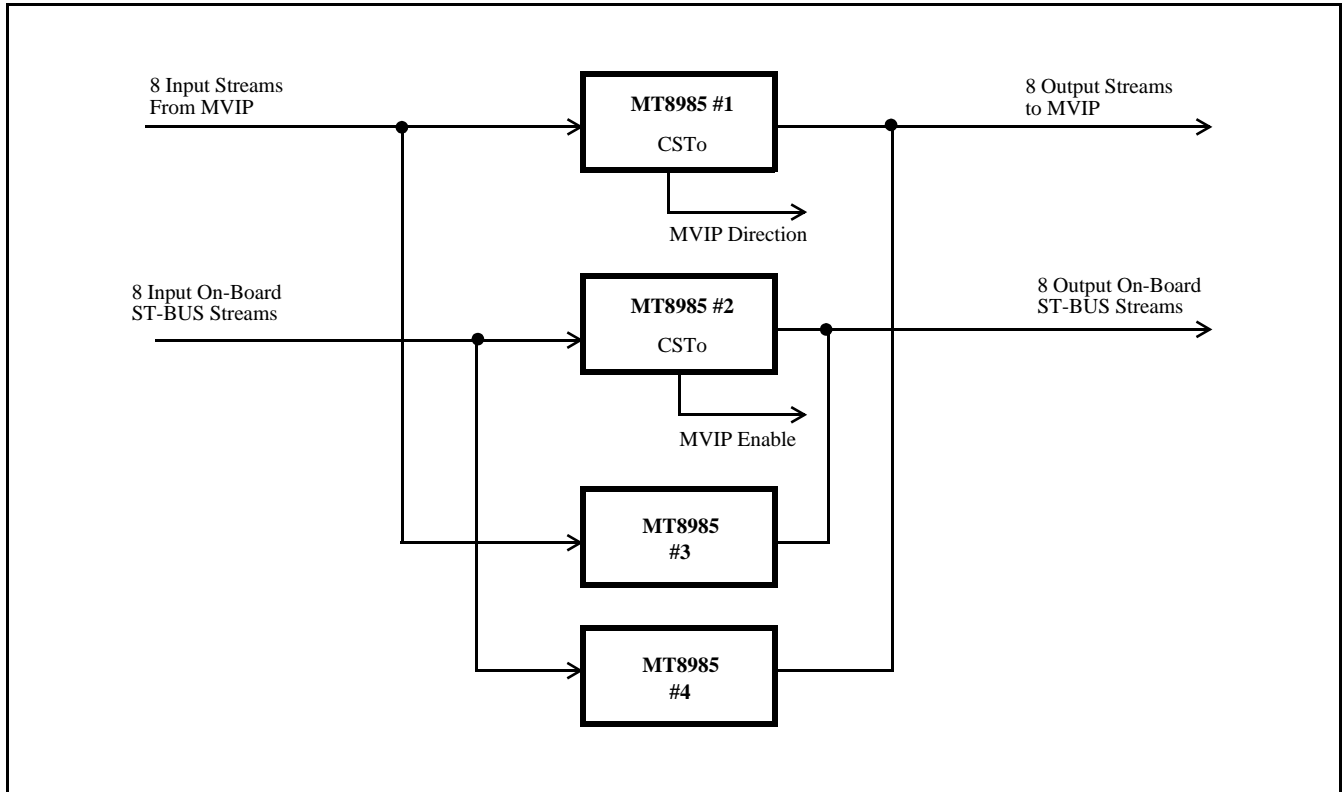 8 Input Streams
From MVIP
MT8985 #1
CSTo
8 Output Streams
to MVIP
MVIP Direction
8 Input On-Board
ST-BUS Streams
MT8985 #2
CSTo
8 Output On-Board
ST-BUS Streams
MVIP Enable
MT8985
#3
MT8985
#4